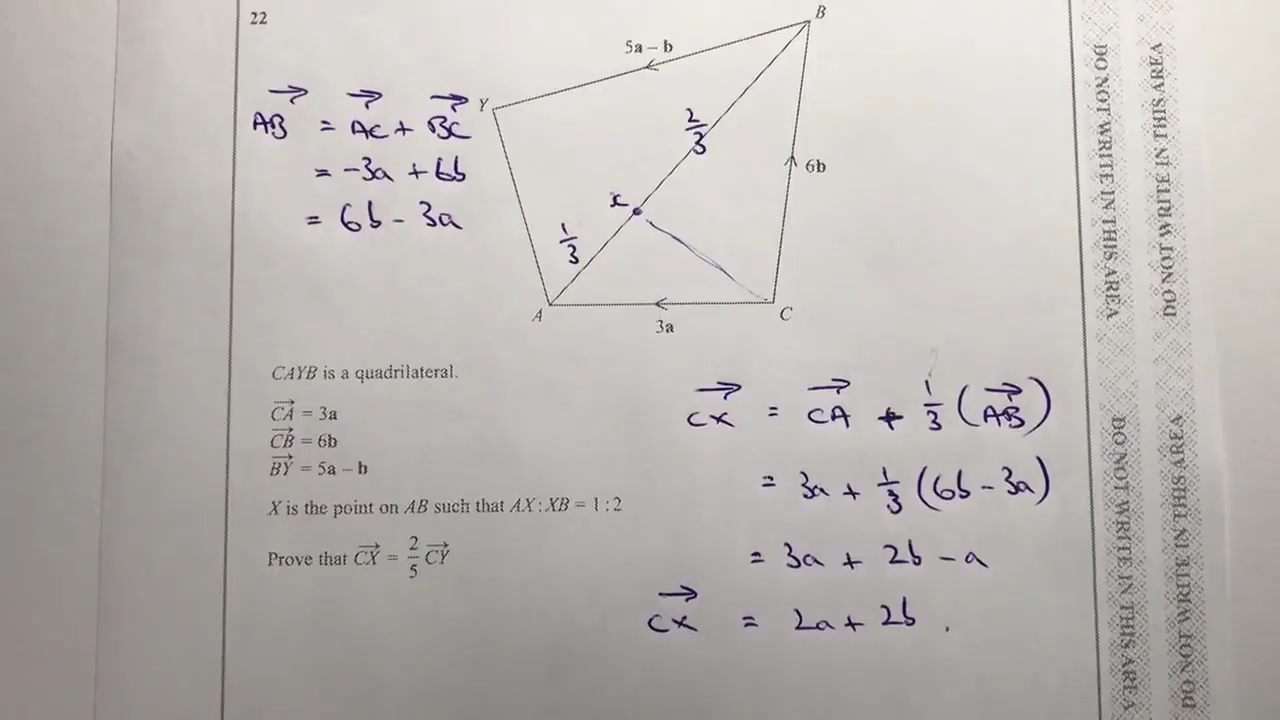 22
B
5a – b
Y
AB = AC + BC
= -3a + 6b
= 6b - 3a
2/3
6b
x
1/3
A
C
3a
CAYB is a quadrilateral.
CA = 3a
CB = 6b
BY = 5a – b
X is the point on AB such that AX : XB = 1 : 2
Prove that CX = 2/5 CY
CX = CA + 1/3 (AB)
= 3a + 1/3 (6b - 3a)
= 3a + 2b - a
CX = 2a + 2b .
DO NOT WRITE IN THIS AREA
DO NOT WRITE IN THIS AREA
DO NOT WRITE IN THIS AREA
DO NOT WRITE IN THIS AREA